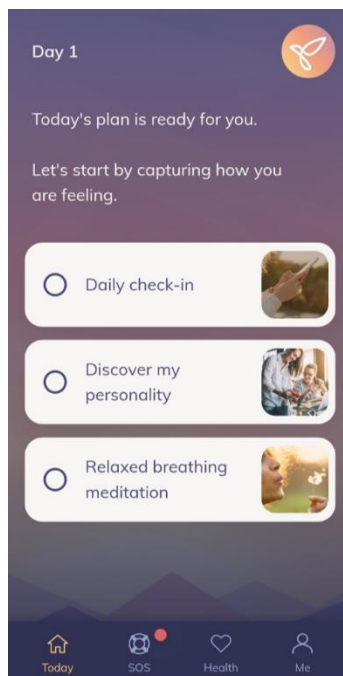 Day 1
Today's plan is ready for you.
Let's start by capturing how you
are feeling.
Daily check-in
Discover my
personality
Relaxed breathing
meditation
Today
SOS
Health
Me